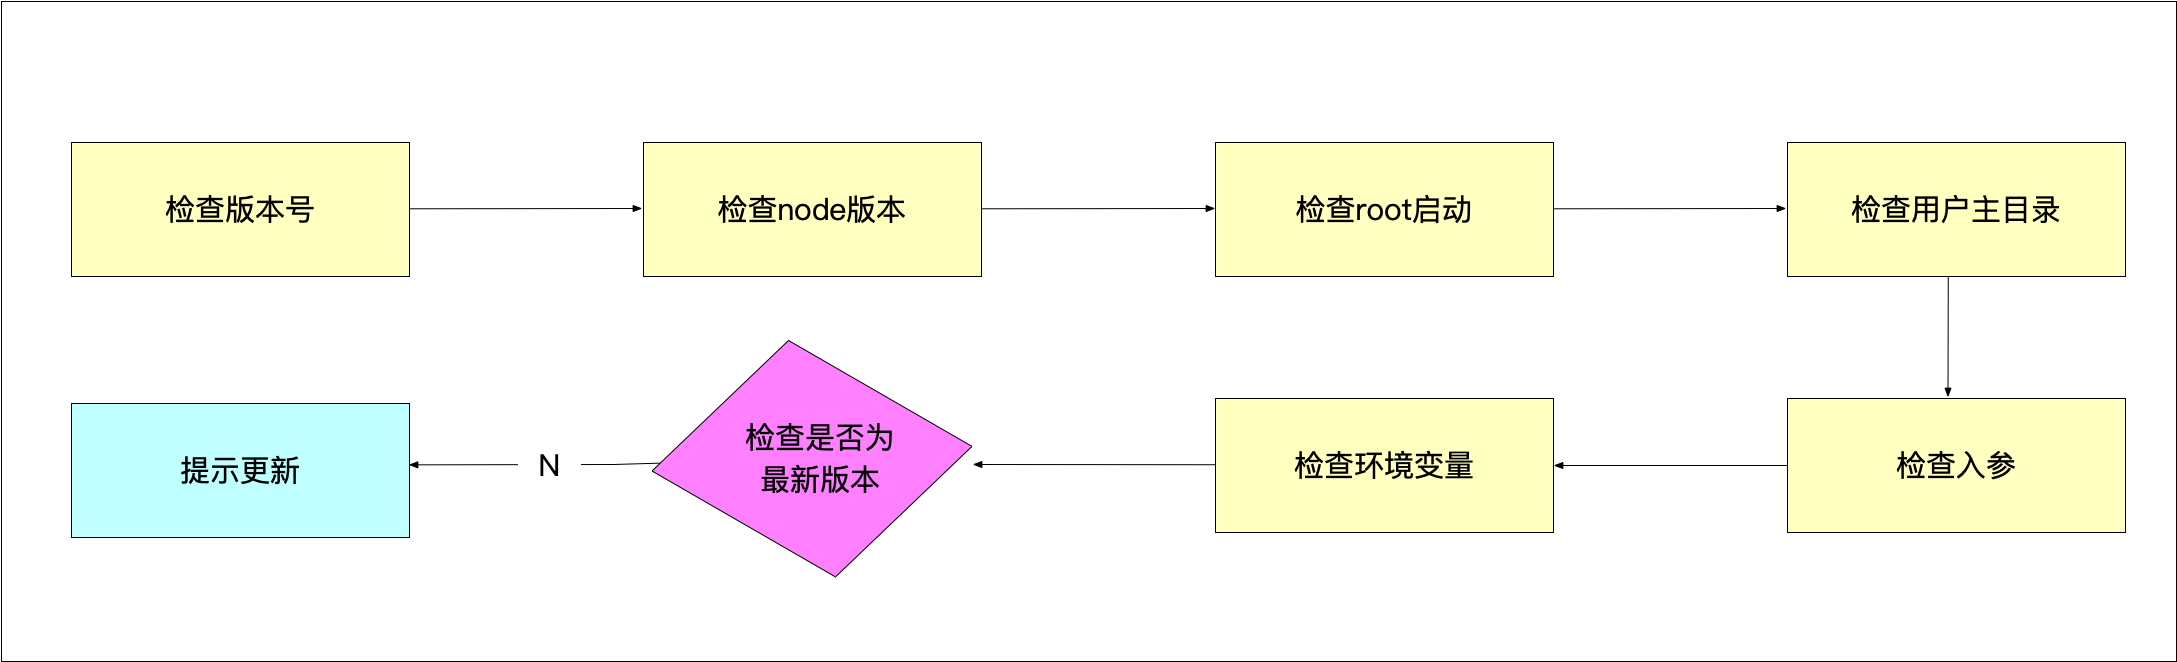 检查版本号
检查node版本
检查root启动
检查用户主目录
检查是否为
最新版本
提示更新
N
检查环境变量
检查入参